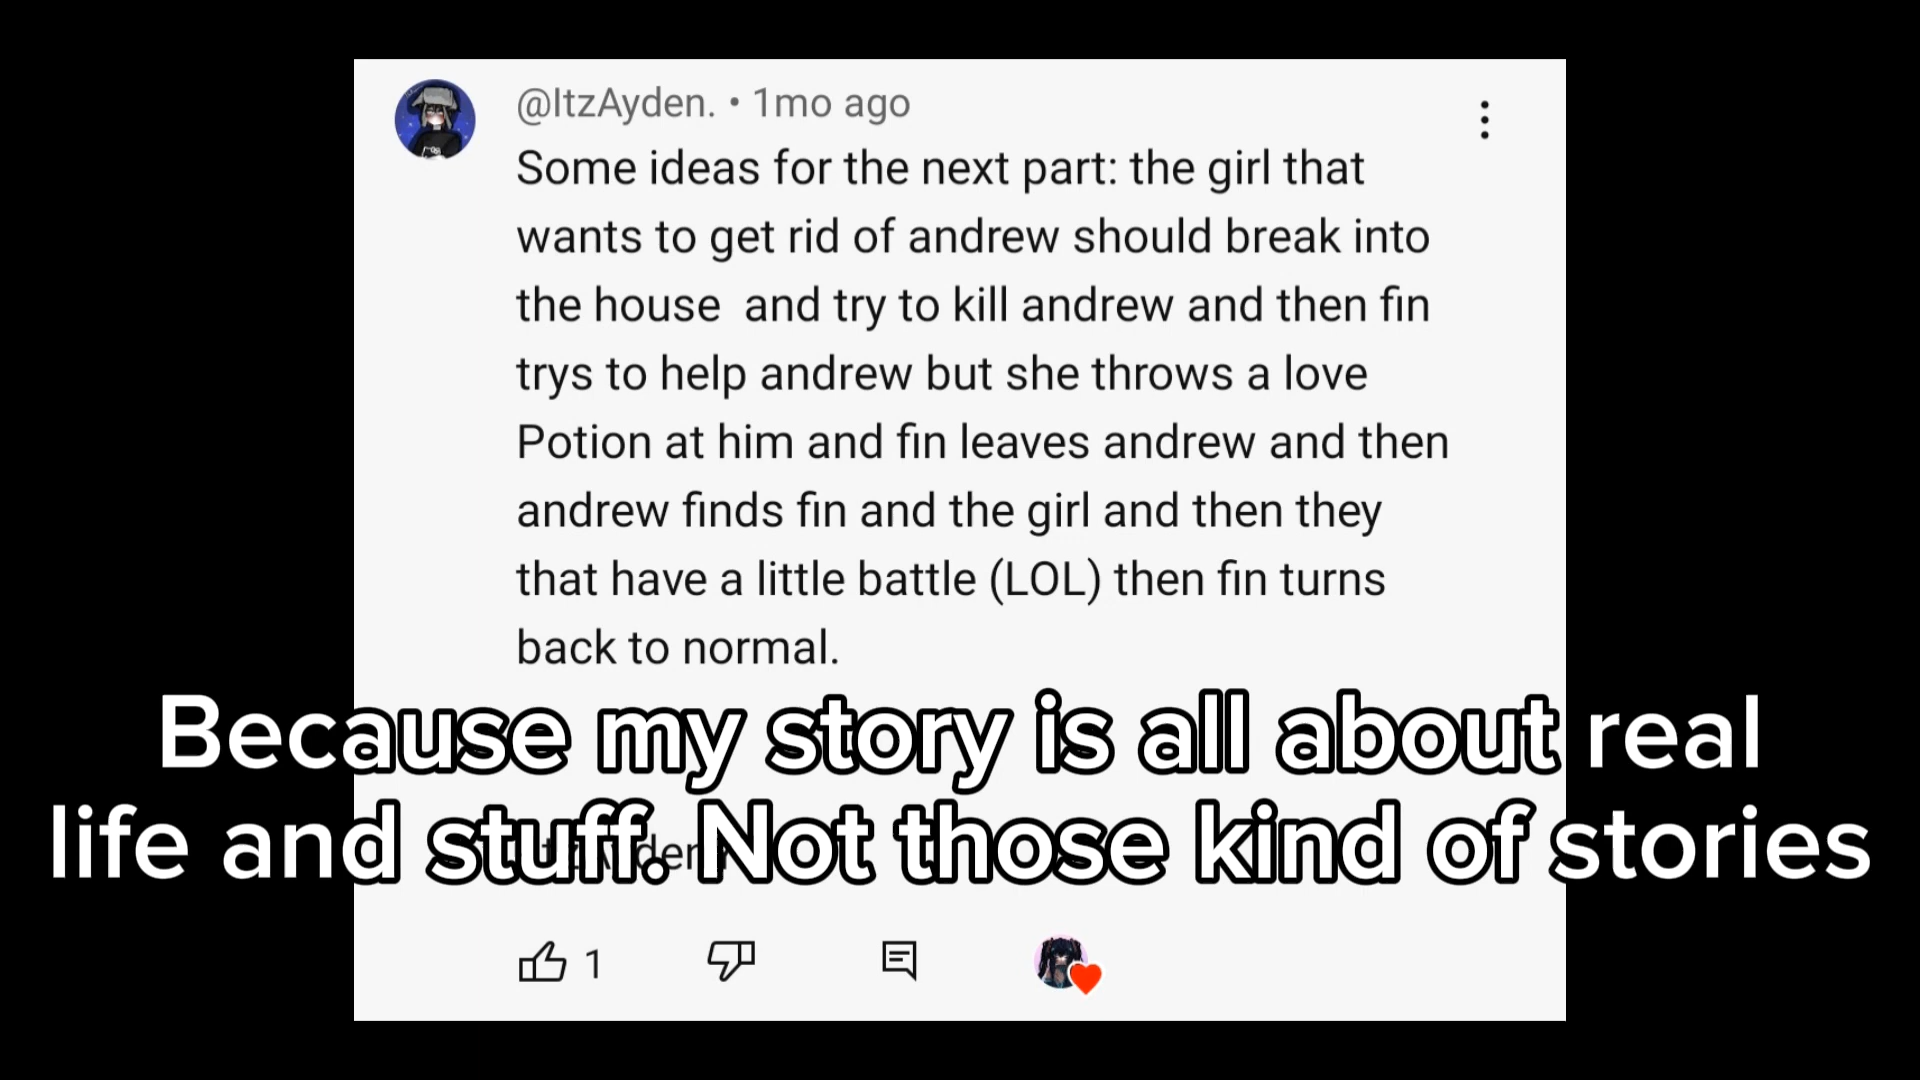 @ItzAyden. • 1mo ago
Some ideas for the next part: the girl that
wants to get rid of andrew should break into
the house  and try to kill andrew and then fin
trys to help andrew but she throws a love
Potion at him and fin leaves andrew and then
andrew finds fin and the girl and then they
that have a little battle (LOL) then fin turns
back to normal.
Because my story is all about real
life and stuff. Not those kind of stories
1